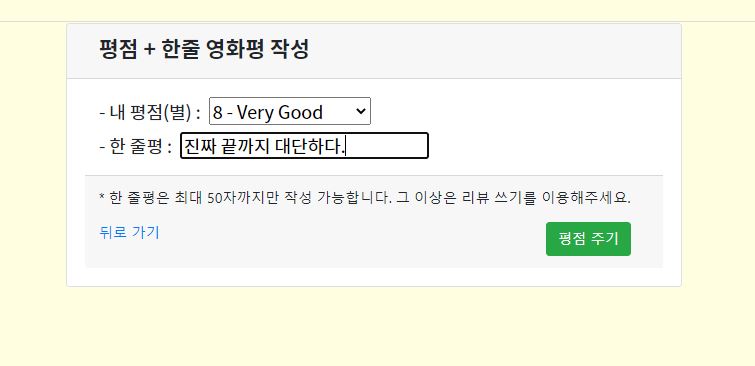 평점 + 한줄 영화평 작성
- 내 평점(별) : 8 - Very Good
- 한 줄평 : 진짜 끝까지 대단하다.
* 한 줄평은 최대 50자까지만 작성 가능합니다. 그 이상은 리뷰 쓰기를 이용해주세요.
뒤로 가기 평점 주기